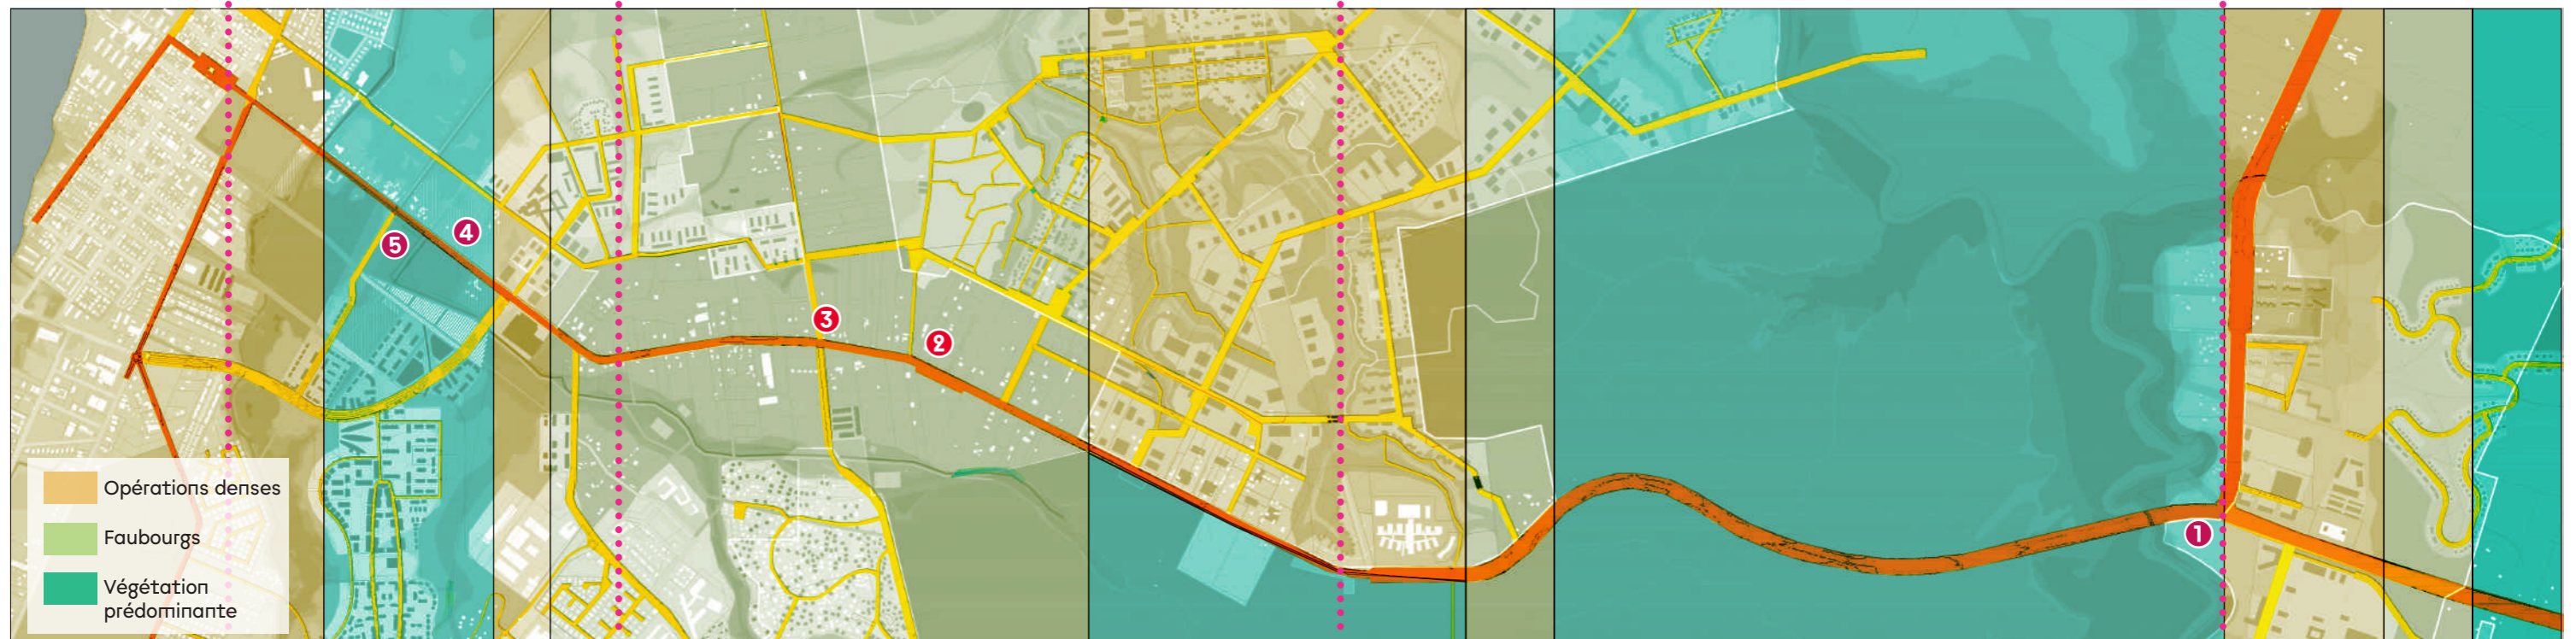 5
4
3
2
1
Opérations denses
Faubourgs
Végétation
prédominante